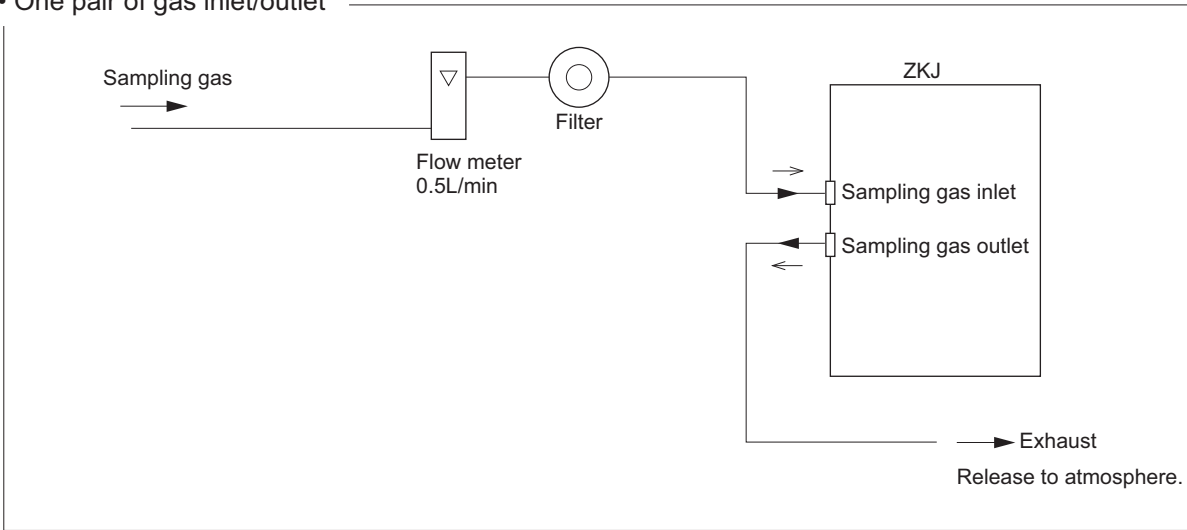 • One pair of gas inlet/outlet
Sampling gas
ZKJ
Filter
Flow meter
0.5L/min
Sampling gas inlet
Sampling gas outlet
Exhaust
Release to atmosphere.